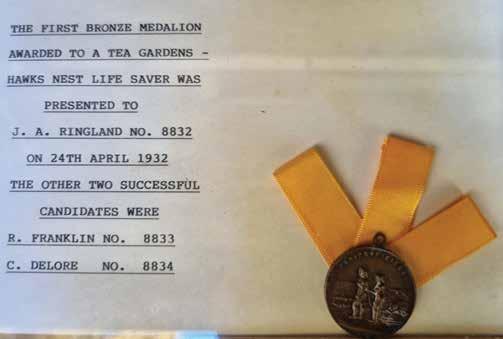 THE FIRST BRONZE MEDALION
AWARDED TO A TEA GARDENS -
HAWKS NEST LIFE SAVER WAS
PRESENTED TO
J. A. RINGLAND NO. 8832
ON 24TH APRIL 1932
THE OTHER TWO SUCCESSFUL
CANDIDATES WERE
R. FRANKLIN NO. 8833
C. DELORE NO. 8834